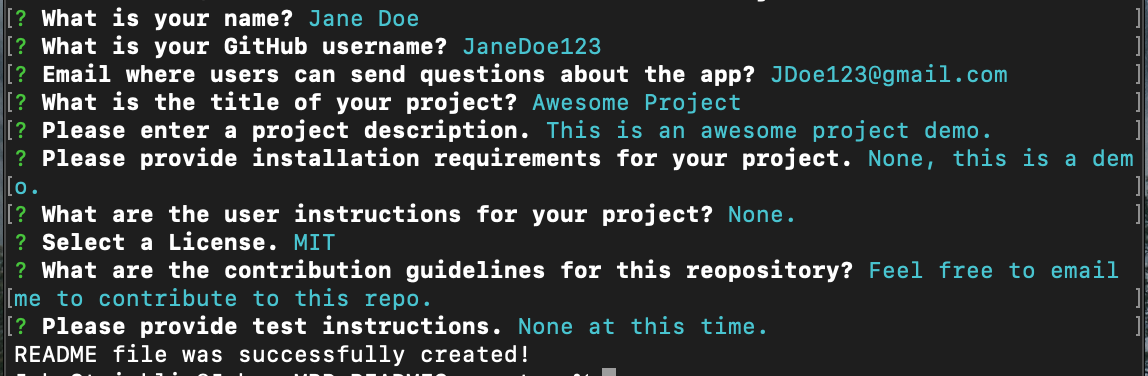 [? What is your name? Jane Doe ]
[? What is your GitHub username? JaneDoe123 ]
[? Email where users can send questions about the app? JDoe123@gmail.com ]
[? What is the title of your project? Awesome Project ]
[? Please enter a project description. This is an awesome project demo. ]
? Please provide installation requirements for your project. None, this is a dem
[o. ]
[? What are the user instructions for your project? None. ]
? Select a License. MIT
? What are the contribution guidelines for this reopository? Feel free to email
[me to contribute to this repo. ]
[? Please provide test instructions. None at this time. ]
README file was successfully created!